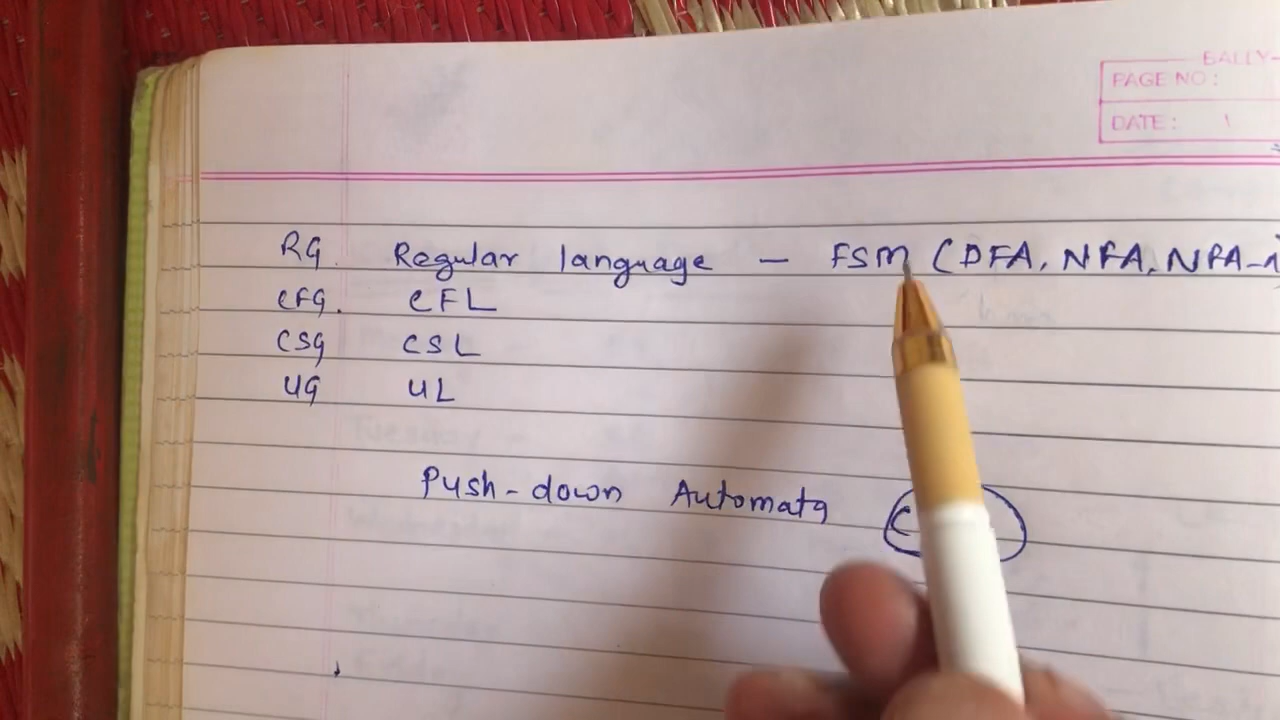 BALLY-
PAGE NO:
DATE:
RG. Regular language - FSM (DFA, NFA, NFA-
CFG. CFL
CSG CSL
UG UL
Push-down Automata